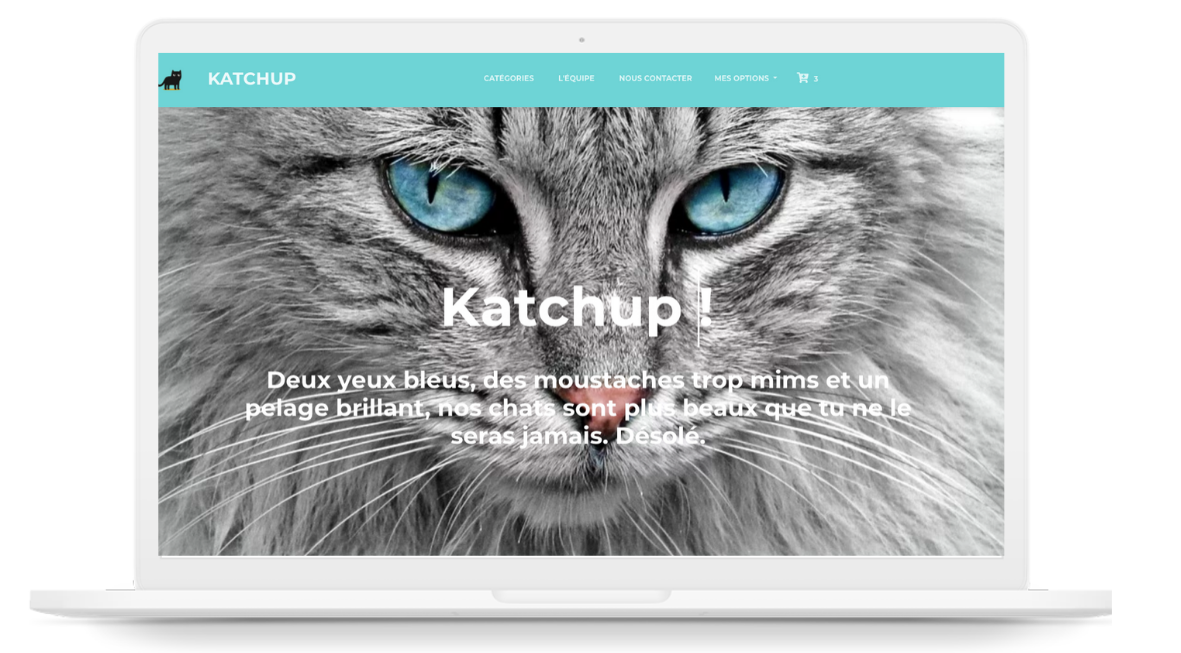 KATCHUP
CATÉGORIES
L'ÉQUIPE
NOUS CONTACTER
MES OPTIONS
3
Katchup !
Deux yeux bleus, des moustaches trop mims et un
pelage brillant, nos chats sont plus beaux que tu ne le
seras jamais. Désolé.